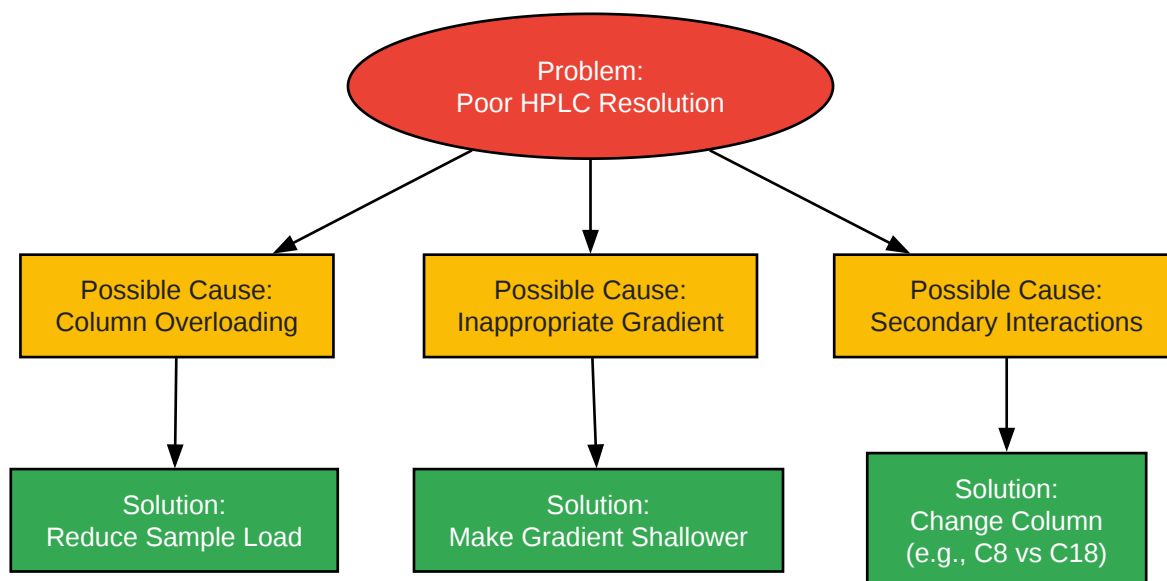 Problem:
Poor HPLC Resolution
Possible Cause:
Column Overloading
Possible Cause:
Inappropriate Gradient
Possible Cause:
Secondary Interactions
Solution:
Reduce Sample Load
Solution:
Make Gradient Shallower
Solution:
Change Column
(e.g., C8 vs C18)